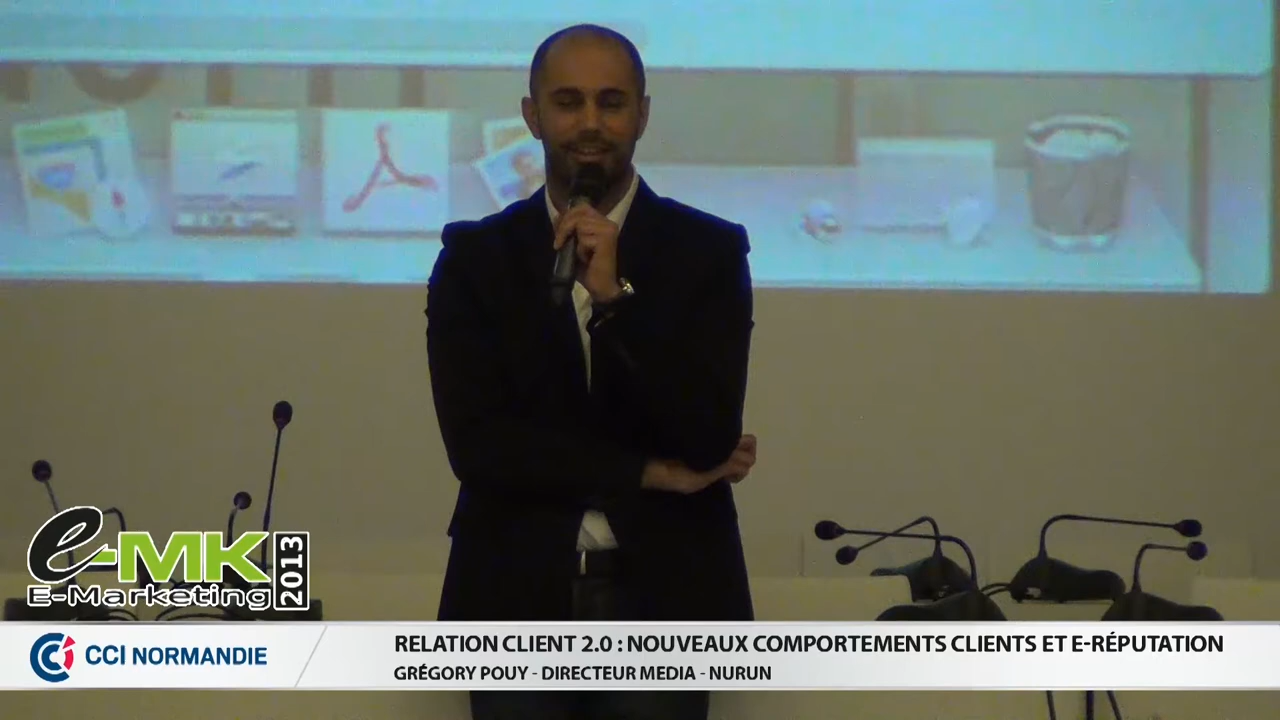 e-MK
E-Marketing
2013
CCI NORMANDIE
RELATION CLIENT 2.0 : NOUVEAUX COMPORTEMENTS CLIENTS ET E-RÉPUTATION
GRÉGORY POUY - DIRECTEUR MEDIA - NURUN